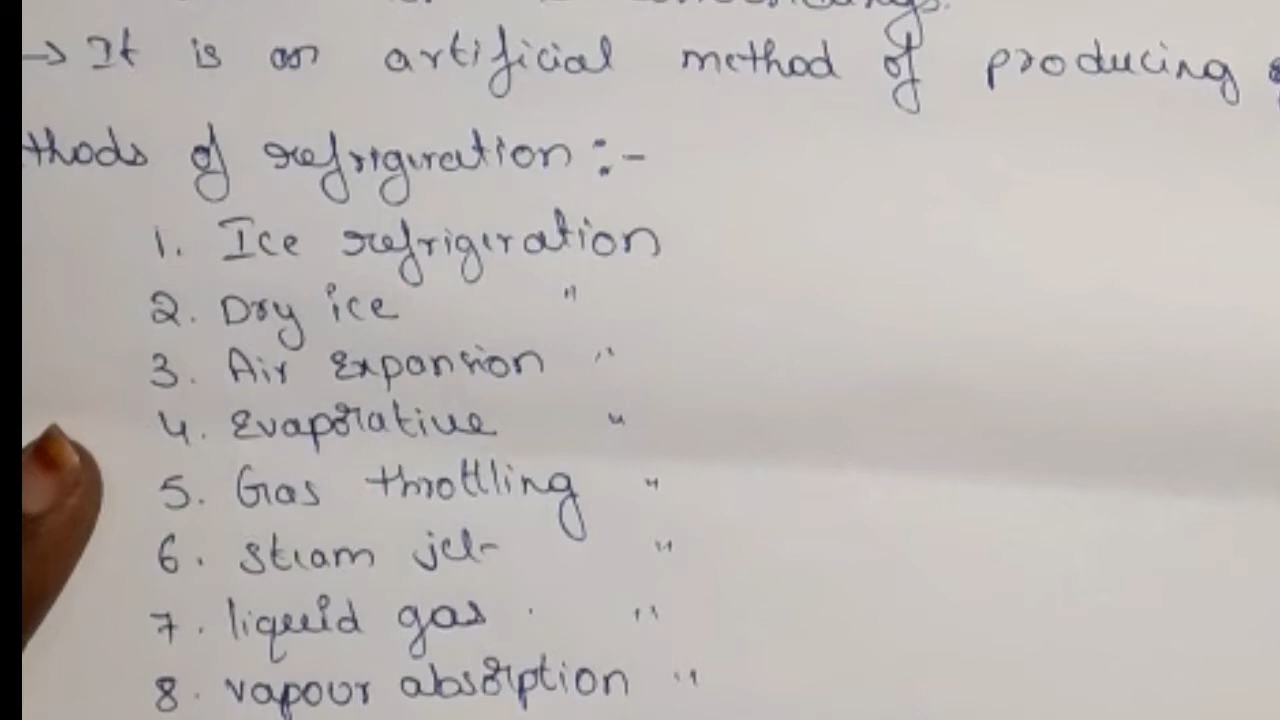 → It is an artificial method of producing
thods of refrigeration :-
1. Ice refrigeration
2. Dry ice "
3. Air Expansion "
4. Evaporative "
5. Gas throttling "
6. Steam jet "
7. liquid gas "
8. vapour absorption "